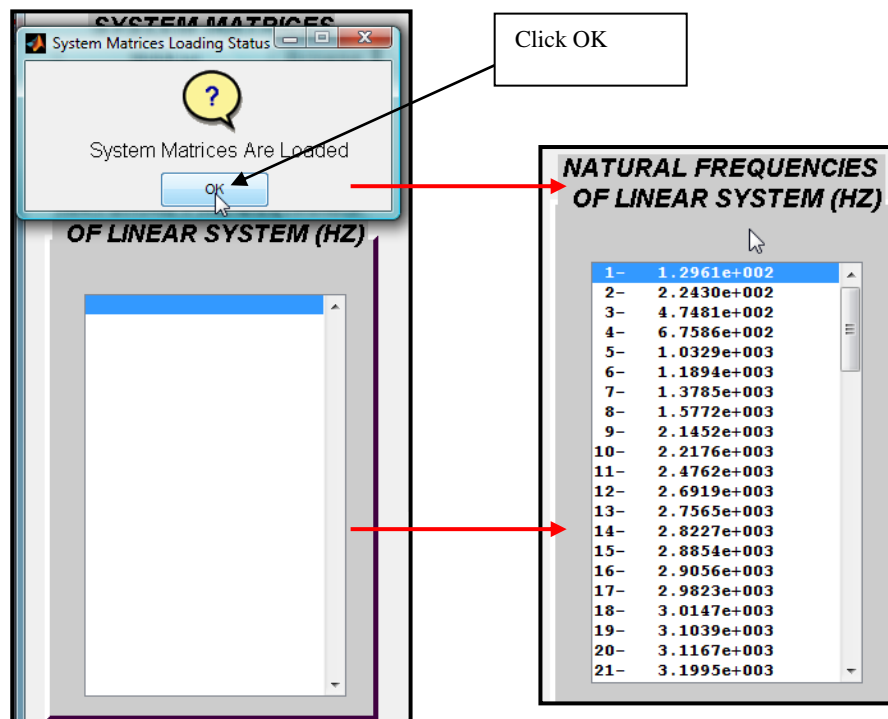 SYSTEM MATRICES
System Matrices Loading Status
System Matrices Are Loaded
OK
OF LINEAR SYSTEM (HZ)
Click OK
NATURAL FREQUENCIES
OF LINEAR SYSTEM (HZ)
1- 1.2961e+002
2- 2.2430e+002
3- 4.7481e+002
4- 6.7586e+002
5- 1.0329e+003
6- 1.1894e+003
7- 1.3785e+003
8- 1.5772e+003
9- 2.1452e+003
10- 2.2176e+003
11- 2.4762e+003
12- 2.6919e+003
13- 2.7565e+003
14- 2.8227e+003
15- 2.8854e+003
16- 2.9056e+003
17- 2.9823e+003
18- 3.0147e+003
19- 3.1039e+003
20- 3.1167e+003
21- 3.1995e+003